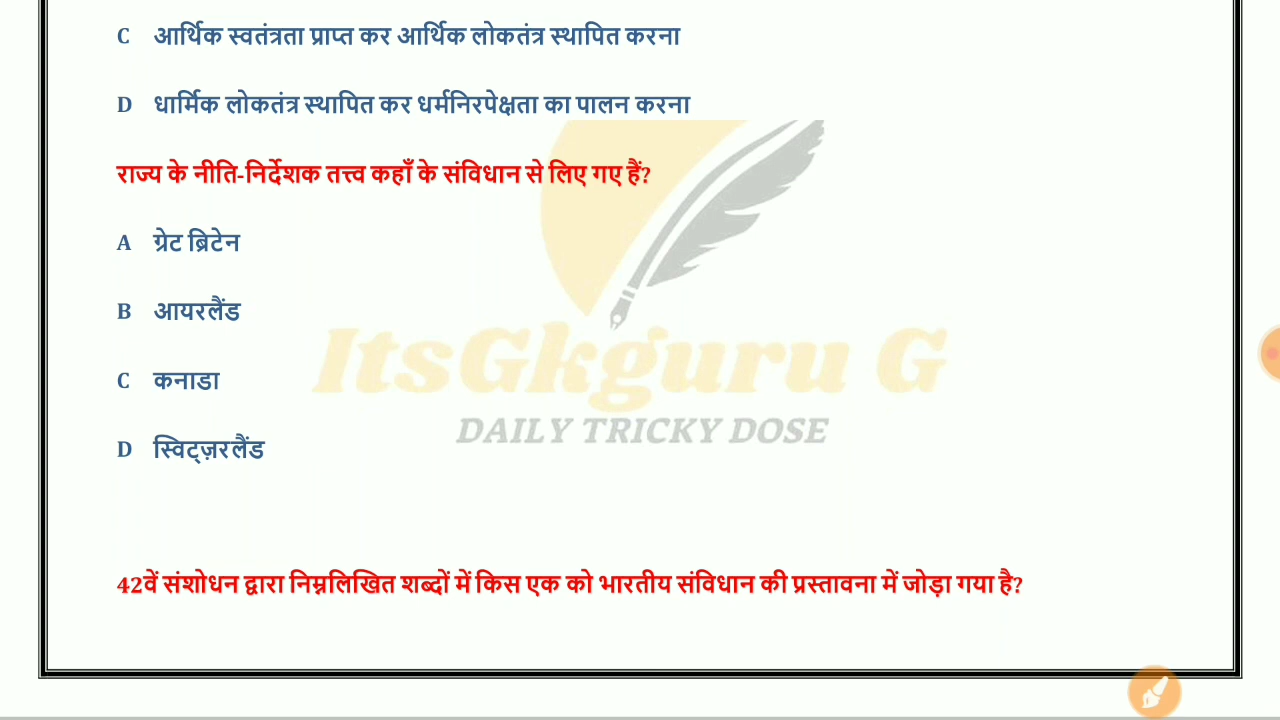 C आर्थिक स्वतंत्रता प्राप्त कर आर्थिक लोकतंत्र स्थापित करना
D धार्मिक लोकतंत्र स्थापित कर धर्मनिरपेक्षता का पालन करना
राज्य के नीति-निर्देशक तत्त्व कहाँ के संविधान से लिए गए हैं?
A ग्रेट ब्रिटेन
B आयरलैंड
ItsGkguru G
C कनाडा
DAILY TRICKY DOSE
D स्विट्ज़रलैंड
42वें संशोधन द्वारा निम्नलिखित शब्दों में किस एक को भारतीय संविधान की प्रस्तावना में जोड़ा गया है?